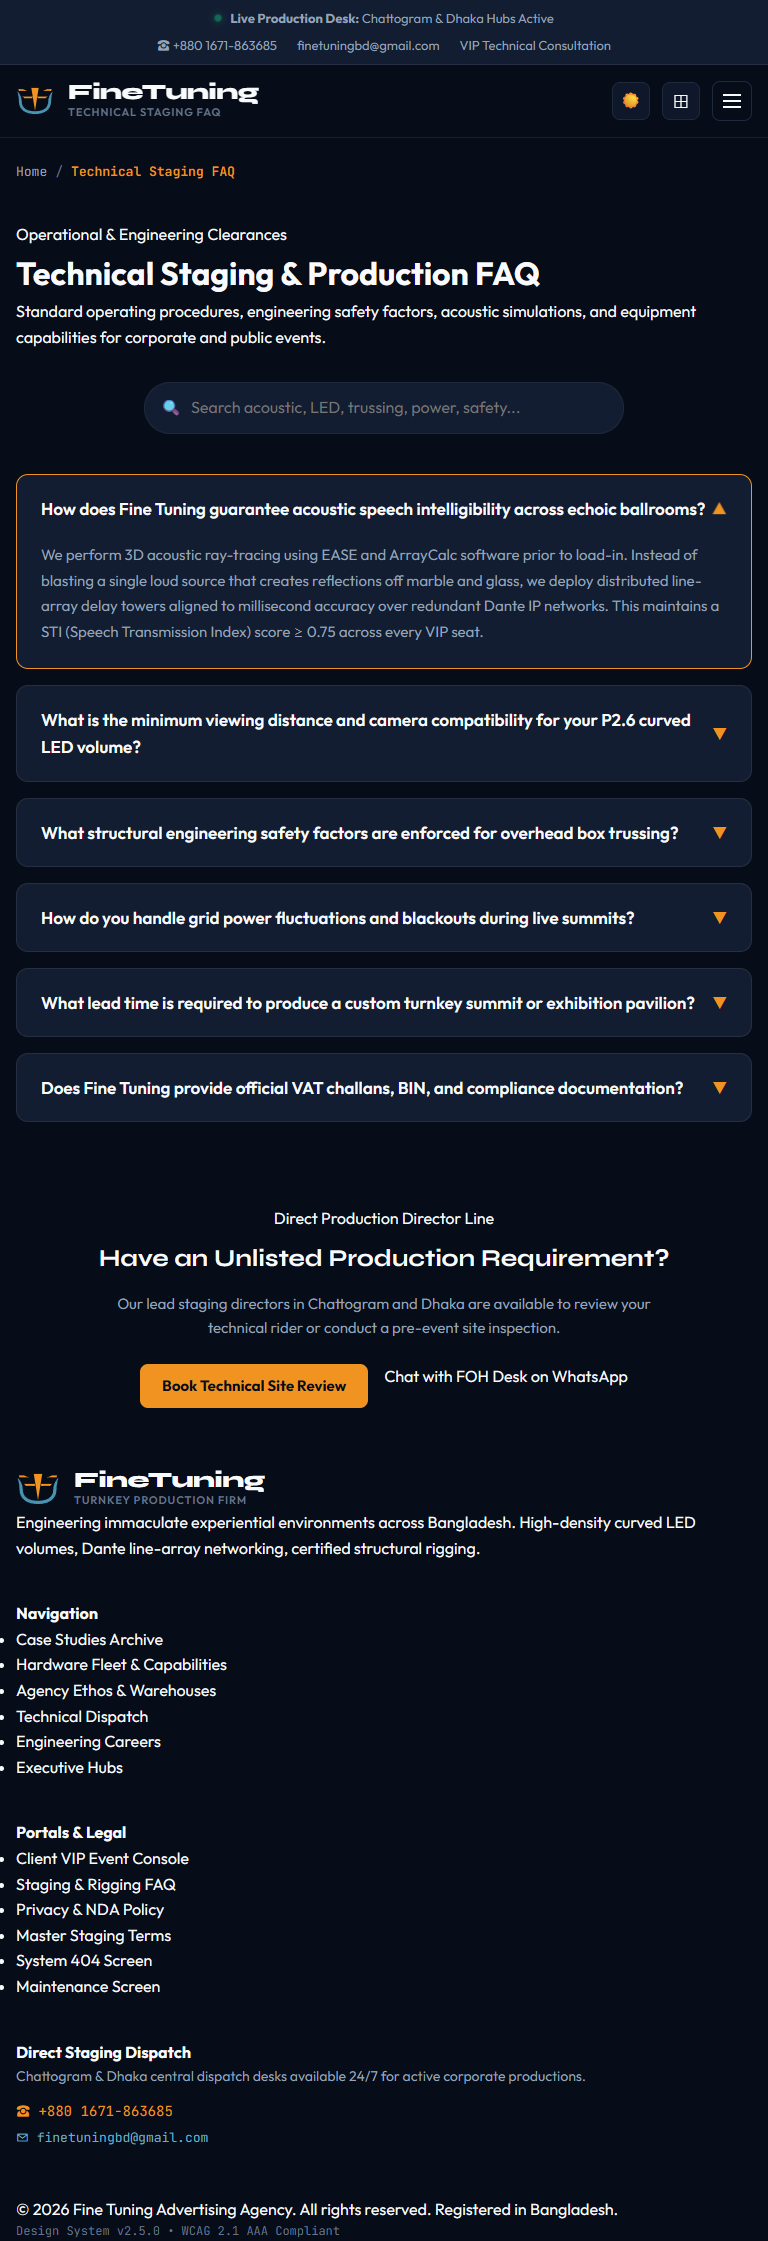 Live Production Desk: Chattogram & Dhaka Hubs Active
☎ +880 1671-863685 finetuningbd@gmail.com VIP Technical Consultation
FineTuning
TECHNICAL STAGING FAQ
Home / Technical Staging FAQ
Operational & Engineering Clearances
Technical Staging & Production FAQ
Standard operating procedures, engineering safety factors, acoustic simulations, and equipment
capabilities for corporate and public events.
Search acoustic, LED, trussing, power, safety...
How does Fine Tuning guarantee acoustic speech intelligibility across echoic ballrooms? ▲
We perform 3D acoustic ray-tracing using EASE and ArrayCalc software prior to load-in. Instead of
blasting a single loud source that creates reflections off marble and glass, we deploy distributed line-
array delay towers aligned to millisecond accuracy over redundant Dante IP networks. This maintains a
STI (Speech Transmission Index) score ≥ 0.75 across every VIP seat.
What is the minimum viewing distance and camera compatibility for your P2.6 curved
LED volume? ▼
What structural engineering safety factors are enforced for overhead box trussing? ▼
How do you handle grid power fluctuations and blackouts during live summits? ▼
What lead time is required to produce a custom turnkey summit or exhibition pavilion? ▼
Does Fine Tuning provide official VAT challans, BIN, and compliance documentation? ▼
Direct Production Director Line
Have an Unlisted Production Requirement?
Our lead staging directors in Chattogram and Dhaka are available to review your
technical rider or conduct a pre-event site inspection.
Book Technical Site Review Chat with FOH Desk on WhatsApp
FineTuning
TURNKEY PRODUCTION FIRM
Engineering immaculate experiential environments across Bangladesh. High-density curved LED
volumes, Dante line-array networking, certified structural rigging.
Navigation
• Case Studies Archive
• Hardware Fleet & Capabilities
• Agency Ethos & Warehouses
• Technical Dispatch
• Engineering Careers
• Executive Hubs
Portals & Legal
• Client VIP Event Console
• Staging & Rigging FAQ
• Privacy & NDA Policy
• Master Staging Terms
• System 404 Screen
• Maintenance Screen
Direct Staging Dispatch
Chattogram & Dhaka central dispatch desks available 24/7 for active corporate productions.
☎ +880 1671-863685
✉ finetuningbd@gmail.com
© 2026 Fine Tuning Advertising Agency. All rights reserved. Registered in Bangladesh.
Design System v2.5.0 • WCAG 2.1 AAA Compliant